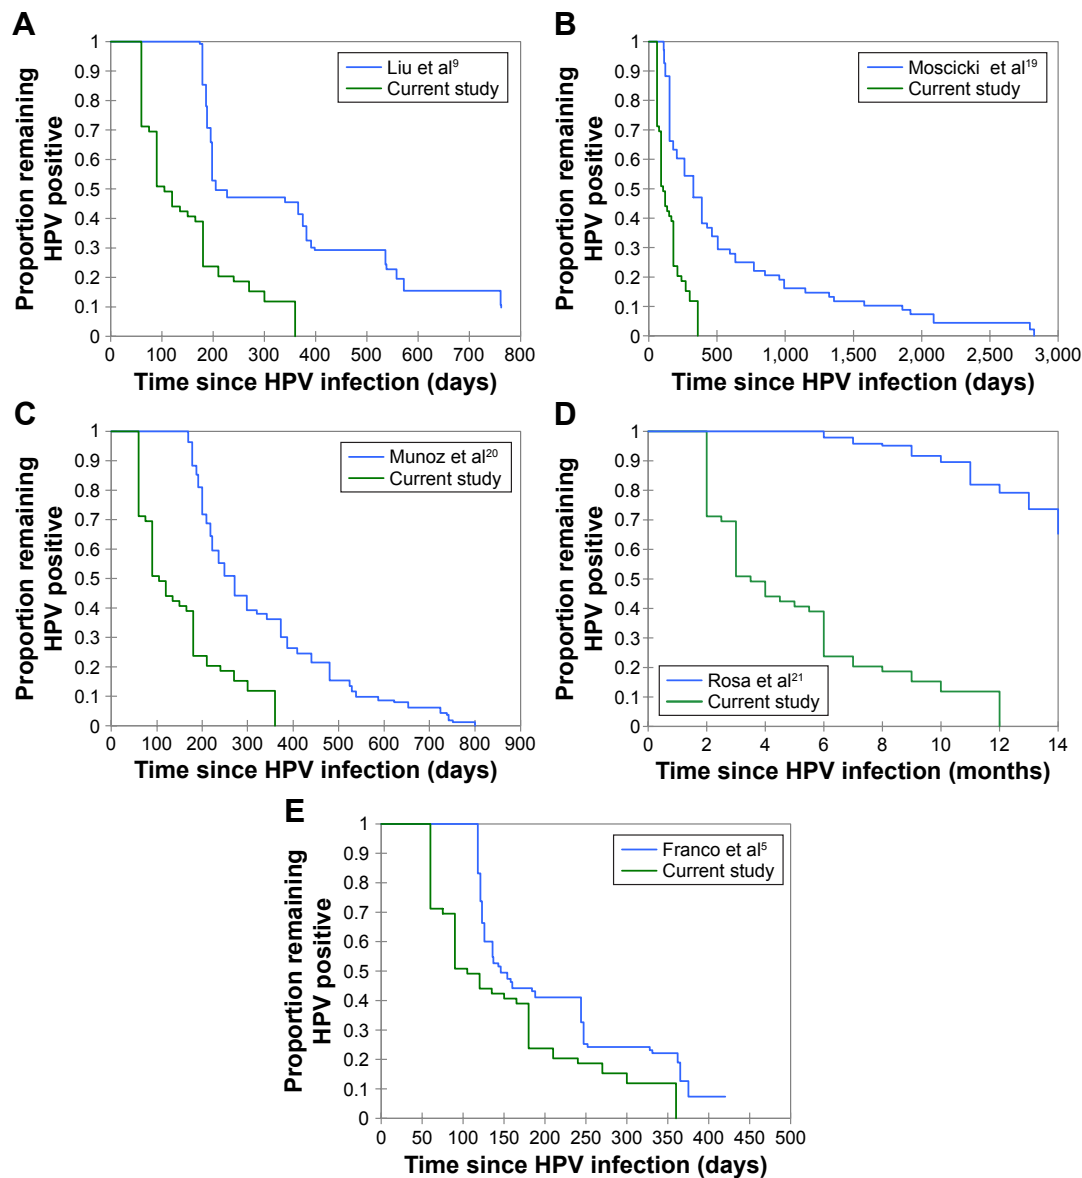 A
Proportion remaining
HPV positive
1
0.9
0.8
0.7
0.6
0.5
0.4
0.3
0.2
0.1
0
Liu et al⁹
Current study
0 100 200 300 400 500 600 700 800
Time since HPV infection (days)
B
Proportion remaining
HPV positive
1
0.9
0.8
0.7
0.6
0.5
0.4
0.3
0.2
0.1
0
Moscicki et al¹⁹
Current study
0 500 1,000 1,500 2,000 2,500 3,000
Time since HPV infection (days)
C
Proportion remaining
HPV positive
1
0.9
0.8
0.7
0.6
0.5
0.4
0.3
0.2
0.1
0
Munoz et al²⁰
Current study
0 100 200 300 400 500 600 700 800 900
Time since HPV infection (days)
D
Proportion remaining
HPV positive
1
0.9
0.8
0.7
0.6
0.5
0.4
0.3
0.2
0.1
0
Rosa et al²¹
Current study
0 2 4 6 8 10 12 14
Time since HPV infection (months)
E
Proportion remaining
HPV positive
1
0.9
0.8
0.7
0.6
0.5
0.4
0.3
0.2
0.1
0
Franco et al⁵
Current study
0 50 100 150 200 250 300 350 400 450 500
Time since HPV infection (days)